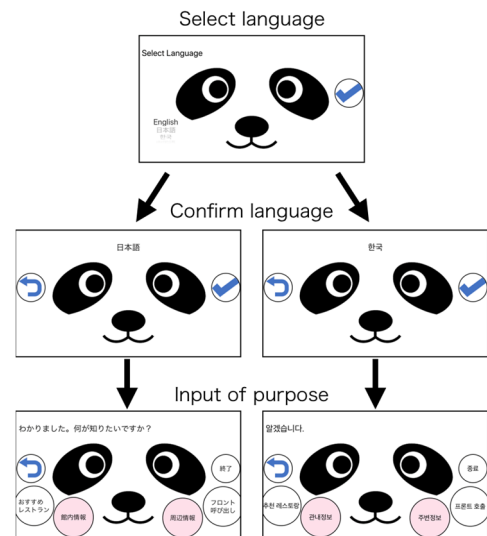 Select language
Select Language
English
日本語
한국
Confirm language
日本語
한국
Input of purpose
わかりました。何が知りたいですか？
終了
おすすめ
レストラン
館内情報
周辺情報
フロント
呼び出し
알겠습니다.
종료
추천 레스토랑
관내정보
주변정보
프론트 호출